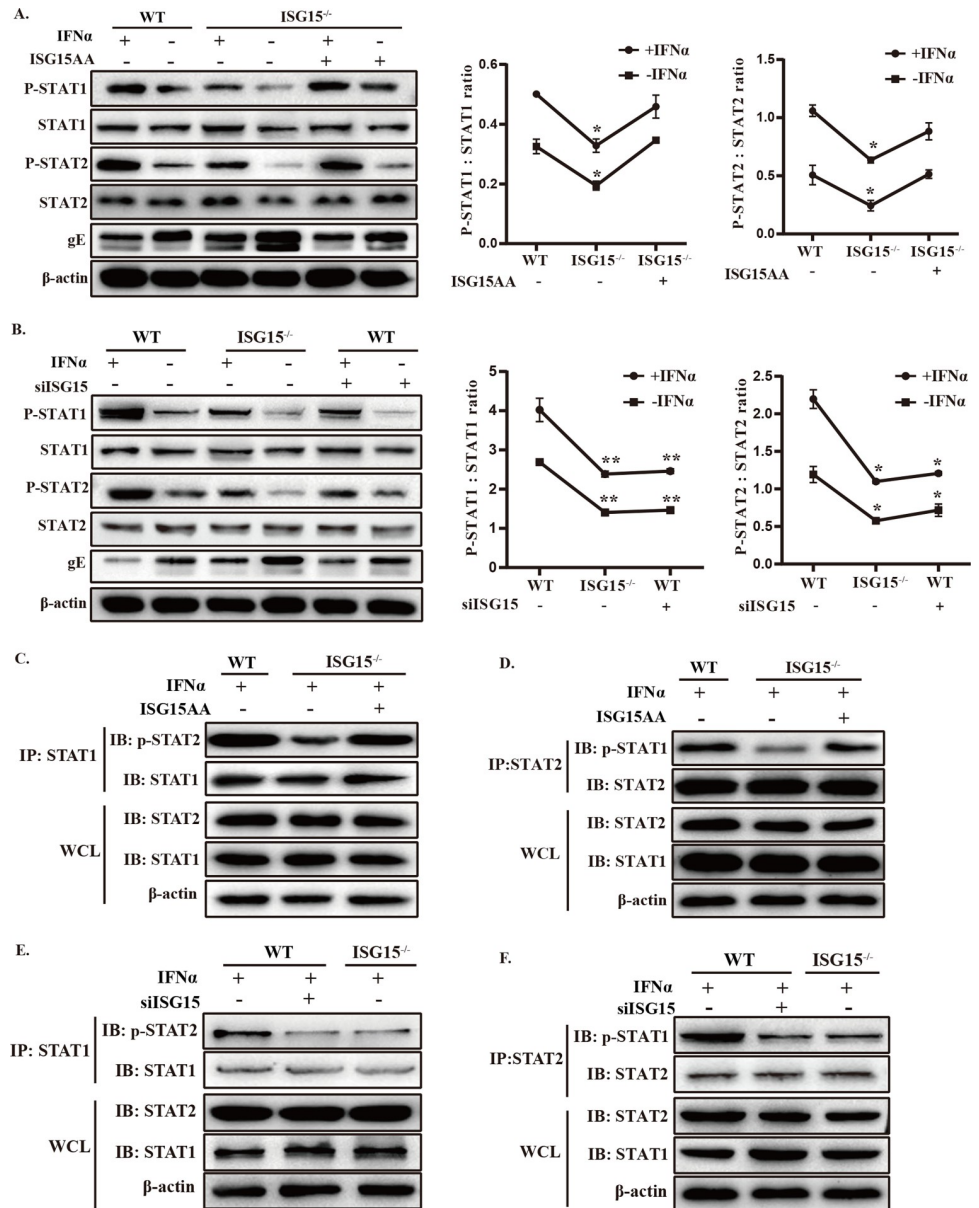 A.
WT ISG15-/-
IFNα + - + - + -
ISG15AA - - - - + +
P-STAT1
STAT1
P-STAT2
STAT2
gE
β-actin
+IFNα
-IFNα
P-STAT1 : STAT1 ratio
0.6
0.4
0.2
0.0
* *
WT ISG15-/- ISG15-/-
ISG15AA - - +
+IFNα
-IFNα
P-STAT2 : STAT2 ratio
1.5
1.0
0.5
0.0
* *
WT ISG15-/- ISG15-/-
- - +
B.
WT ISG15-/- WT
IFNα + - + - + -
siISG15 - - - - + +
P-STAT1
STAT1
P-STAT2
STAT2
gE
β-actin
+IFNα
-IFNα
P-STAT1 : STAT1 ratio
6
4
2
1
0
** **
** **
WT ISG15-/- WT
siISG15 - - +
+IFNα
-IFNα
P-STAT2 : STAT2 ratio
2.5
2.0
1.0
0.5
0.0
* *
* *
WT ISG15-/- WT
siISG15 - - +
C.
WT ISG15-/-
IFNα + + +
ISG15AA - - +
IP: STAT1
IB: p-STAT2
IB: STAT1
WCL
IB: STAT2
IB: STAT1
β-actin
D.
WT ISG15-/-
IFNα + + +
ISG15AA - - +
IP:STAT2
IB: p-STAT1
IB: STAT2
WCL
IB: STAT2
IB: STAT1
β-actin
E.
WT ISG15-/-
IFNα + + +
siISG15 - + -
IP: STAT1
IB: p-STAT2
IB: STAT1
WCL
IB: STAT2
IB: STAT1
β-actin
F.
WT ISG15-/-
IFNα + + +
siISG15 - + -
IP:STAT2
IB: p-STAT1
IB: STAT2
WCL
IB: STAT2
IB: STAT1
β-actin